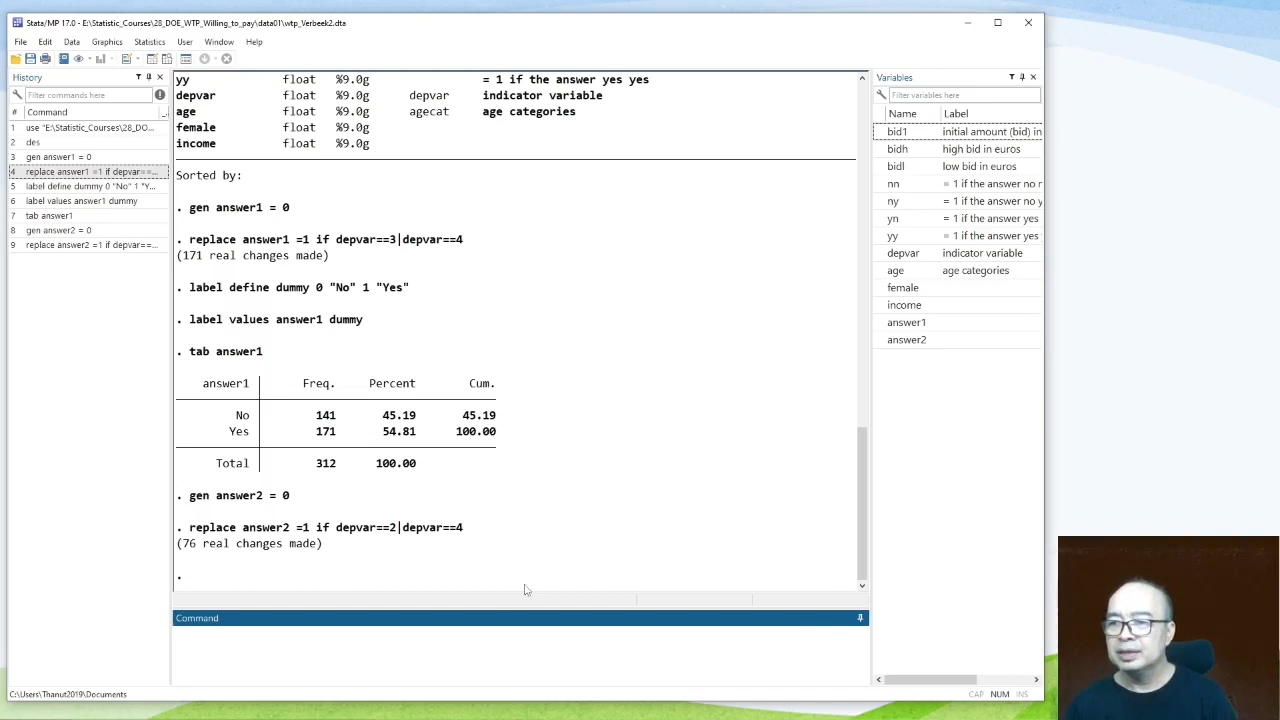 Stata/MP 17.0 - E:\Statistic_Courses\28_DOE_WTP_Willing_to_pay\data01\wtp_Verbeek2.dta
File Edit Data Graphics Statistics User Window Help
History
Filter commands here
# Command
1 use "E:\Statistic_Courses\28_DO...
2 des
3 gen answer1 = 0
4 replace answer1 =1 if depvar==...
5 label define dummy 0 "No" 1 "Y...
6 label values answer1 dummy
7 tab answer1
8 gen answer2 = 0
9 replace answer2 =1 if depvar==...
yy float %9.0g = 1 if the answer yes yes
depvar float %9.0g depvar indicator variable
age float %9.0g agecat age categories
female float %9.0g
income float %9.0g
Sorted by:
. gen answer1 = 0
. replace answer1 =1 if depvar==3|depvar==4
(171 real changes made)
. label define dummy 0 "No" 1 "Yes"
. label values answer1 dummy
. tab answer1
answer1 Freq. Percent Cum.
No 141 45.19 45.19
Yes 171 54.81 100.00
Total 312 100.00
. gen answer2 = 0
. replace answer2 =1 if depvar==2|depvar==4
(76 real changes made)
.
Command
Variables
Filter variables here
Name Label
bid1 initial amount (bid) in
bidh high bid in euros
bidl low bid in euros
nn = 1 if the answer no
ny = 1 if the answer no
yn = 1 if the answer yes
yy = 1 if the answer yes
depvar indicator variable
age age categories
female
income
answer1
answer2
C:\Users\Thanut2019\Documents
CAP NUM INS